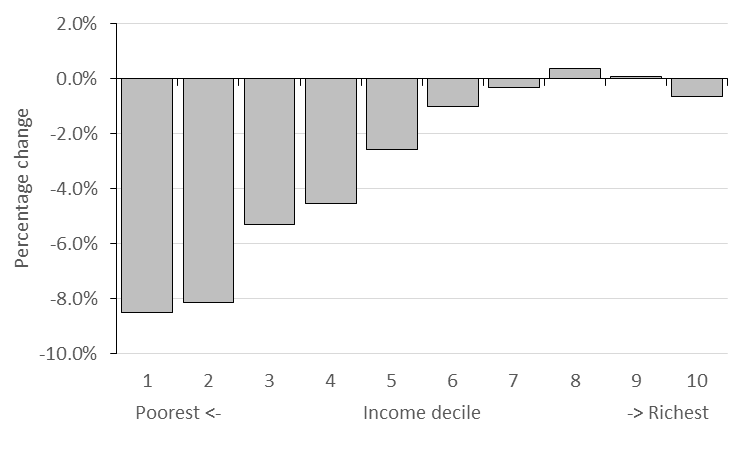 2.0%
0.0%
-2.0%
-4.0%
-6.0%
-8.0%
-10.0%
Percentage change
1 2 3 4 5 6 7 8 9 10
Poorest <- Income decile -> Richest